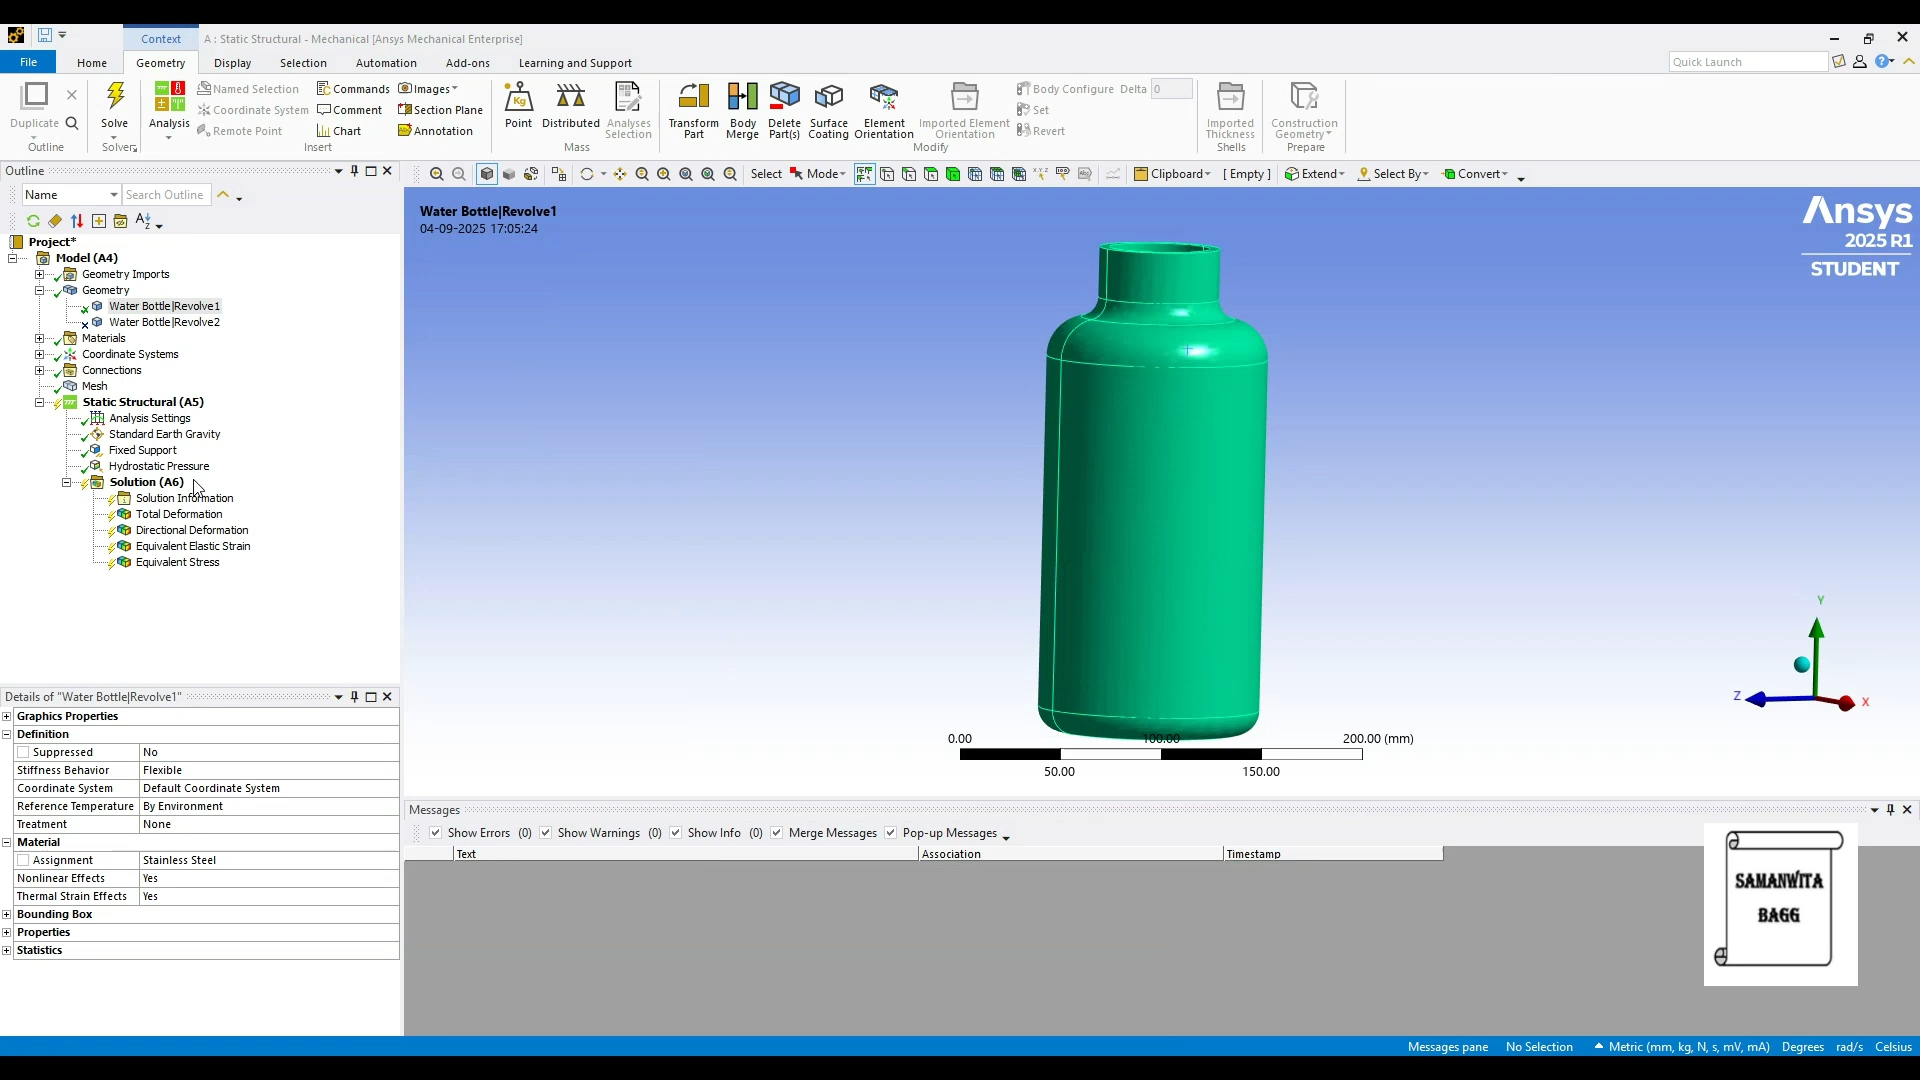 Context
A : Static Structural - Mechanical [Ansys Mechanical Enterprise]
File Home Geometry Display Selection Automation Add-ons Learning and Support
Quick Launch
Duplicate
Outline
Solve
Solver
Analysis
Named Selection
Coordinate System
Remote Point
Commands
Comment
Chart
Images
Section Plane
Annotation
Insert
Kg
Point
Distributed
Analyses Selection
Mass
Transform Part
Body Merge
Delete Part(s)
Surface Coating
Element Orientation
Imported Element Orientation
Body Configure Delta 0
Set
Revert
Modify
Imported Thickness
Shells
Construction Geometry
Prepare
Outline
Name Search Outline
Select Mode Clipboard [ Empty ] Extend Select By Convert
Project*
Model (A4)
Geometry Imports
Geometry
Water Bottle|Revolve1
Water Bottle|Revolve2
Materials
Coordinate Systems
Connections
Mesh
Static Structural (A5)
Analysis Settings
Standard Earth Gravity
Fixed Support
Hydrostatic Pressure
Solution (A6)
Solution Information
Total Deformation
Directional Deformation
Equivalent Elastic Strain
Equivalent Stress
Water Bottle|Revolve1
04-09-2025 17:05:24
Ansys
2025 R1
STUDENT
Y
Z
X
0.00 100.00 200.00 (mm)
50.00 150.00
Details of "Water Bottle|Revolve1"
Graphics Properties
Definition
Suppressed No
Stiffness Behavior Flexible
Coordinate System Default Coordinate System
Reference Temperature By Environment
Treatment None
Material
Assignment Stainless Steel
Nonlinear Effects Yes
Thermal Strain Effects Yes
Bounding Box
Properties
Statistics
Messages
Show Errors (0) Show Warnings (0) Show Info (0) Merge Messages Pop-up Messages
Text Association Timestamp
SAMANWITA
BAGG
Messages pane No Selection Metric (mm, kg, N, s, mV, mA) Degrees rad/s Celsius